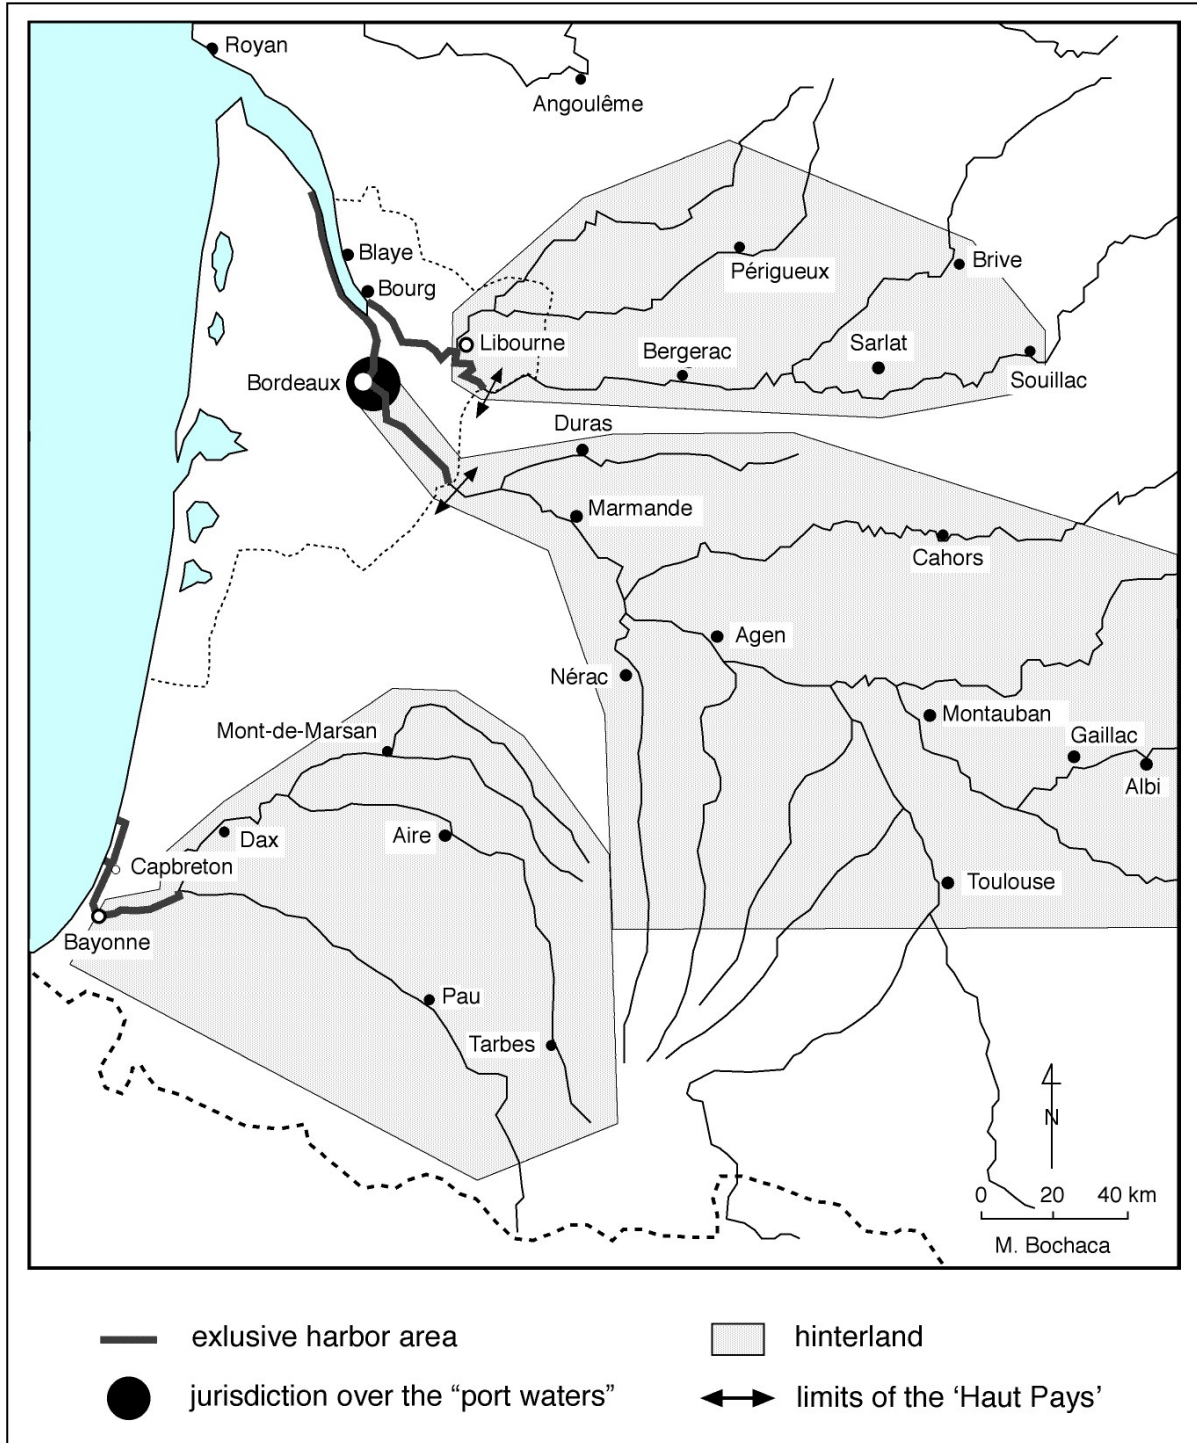 Royan
Angoulême
Blaye
Périgueux
Brive
Bourg
Libourne
Bergerac
Sarlat
Souillac
Bordeaux
Duras
Marmande
Cahors
Agen
Nérac
Montauban
Mont-de-Marsan
Gaillac
Albi
Dax
Aire
Capbreton
Toulouse
Bayonne
Pau
Tarbes
N
0 20 40 km
M. Bochaca
exlusive harbor area
hinterland
jurisdiction over the “port waters”
limits of the ‘Haut Pays’